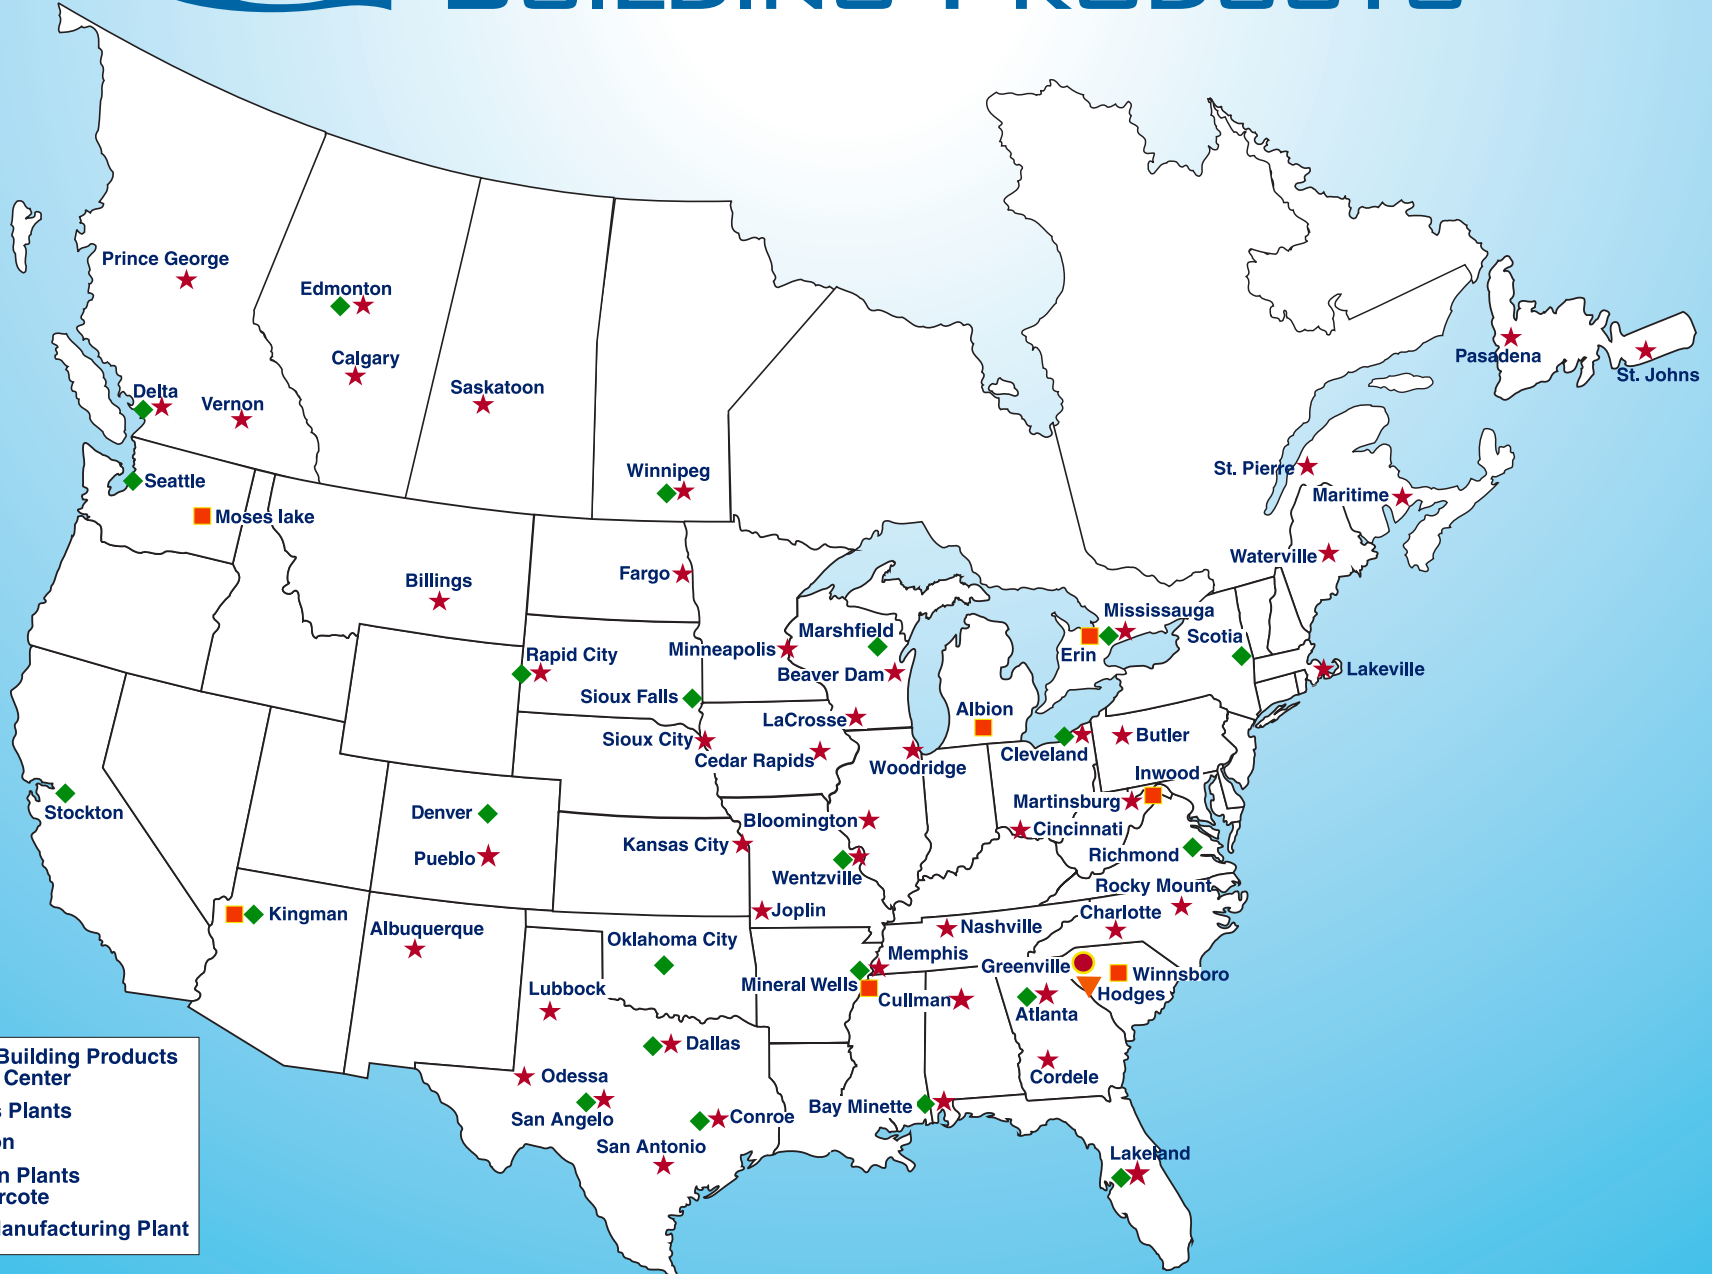 BUILDING PRODUCTS
Prince George
Edmonton
Calgary
Delta
Vernon
Saskatoon
Winnipeg
Pasadena
St. Johns
St. Pierre
Maritime
Waterville
Seattle
Moses lake
Billings
Fargo
Minneapolis
Marshfield
Beaver Dam
Mississauga
Erin
Scotia
Lakeville
Rapid City
Sioux Falls
LaCrosse
Albion
Sioux City
Cedar Rapids
Woodridge
Cleveland
Butler
Inwood
Martinsburg
Cincinnati
Richmond
Stockton
Denver
Pueblo
Bloomington
Kansas City
Wentzville
Joplin
Rocky Mount
Charlotte
Kingman
Albuquerque
Oklahoma City
Nashville
Memphis
Greenville
Winnsboro
Hodges
Mineral Wells
Cullman
Atlanta
Lubbock
Dallas
Cordele
Odessa
San Angelo
Conroe
Bay Minette
San Antonio
Lakeland
Building Products
Center
Plants
Plants
Manufacturing Plant